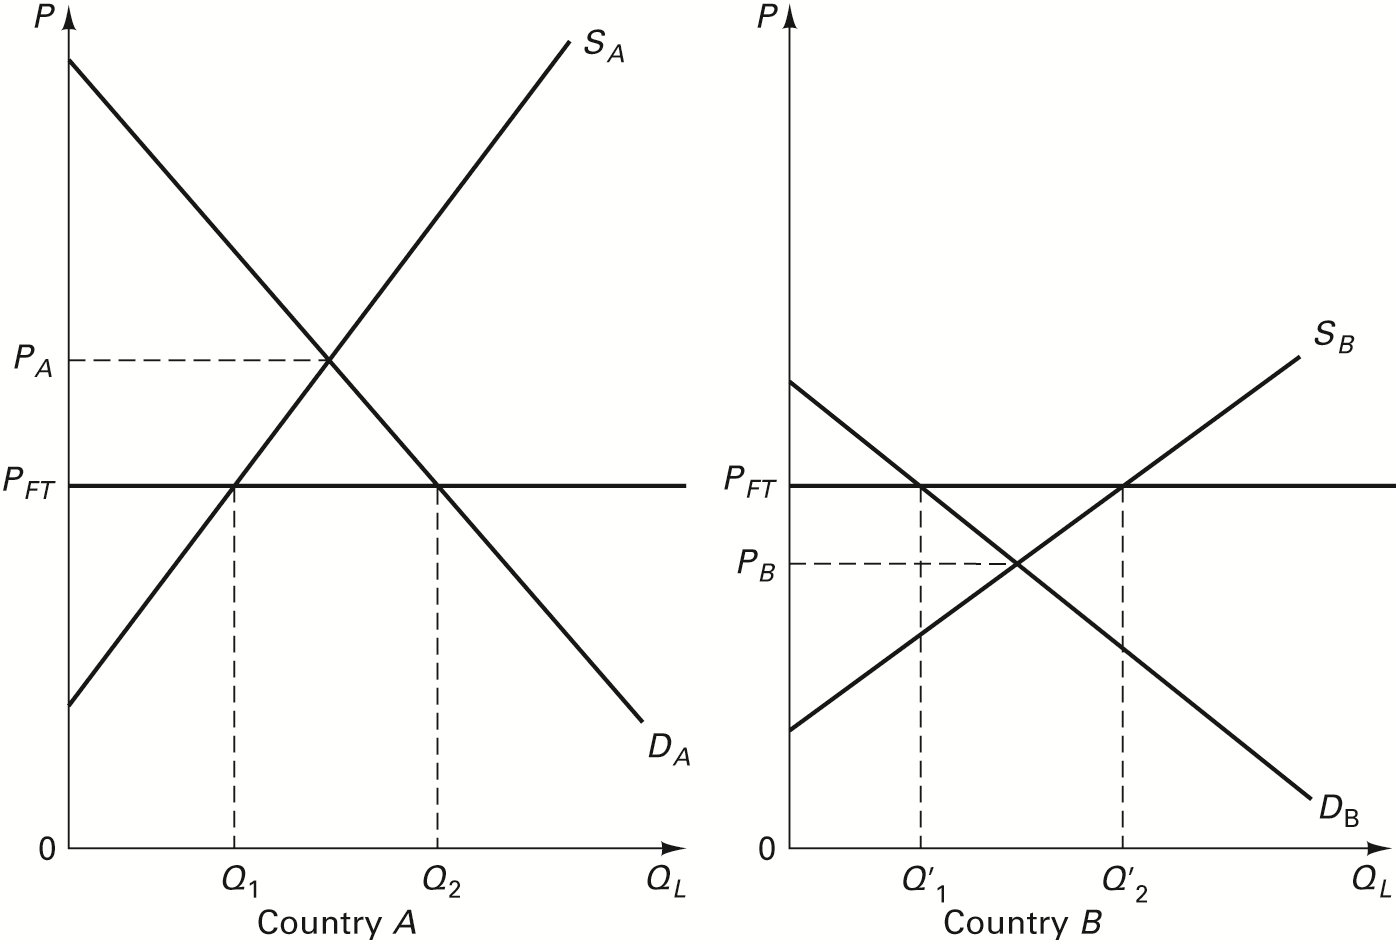 P
S_A
P_A
P_FT
D_A
0
Q_1
Q_2
Q_L
Country A
P
S_B
P_FT
P_B
D_B
0
Q'_1
Q'_2
Q_L
Country B